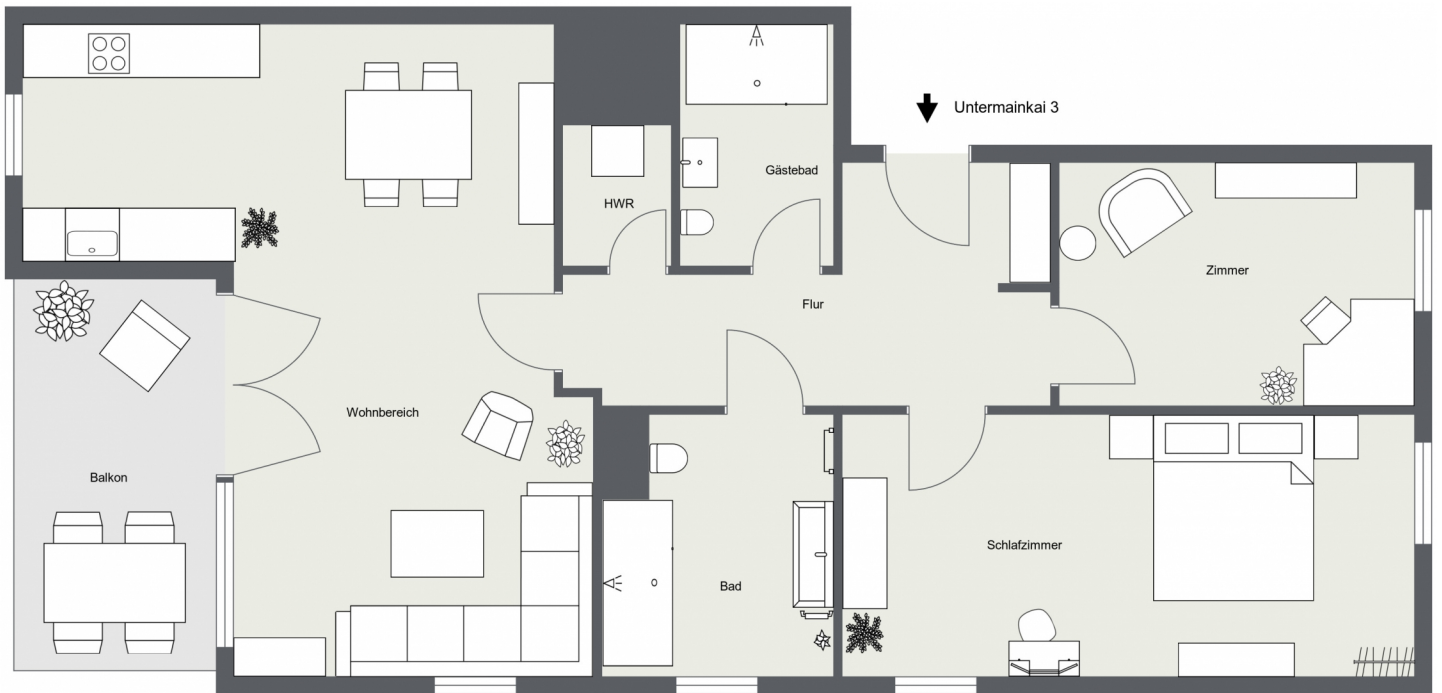 Untermainkai 3
Gästebad
HWR
Zimmer
Flur
Wohnbereich
Balkon
Schlafzimmer
Bad